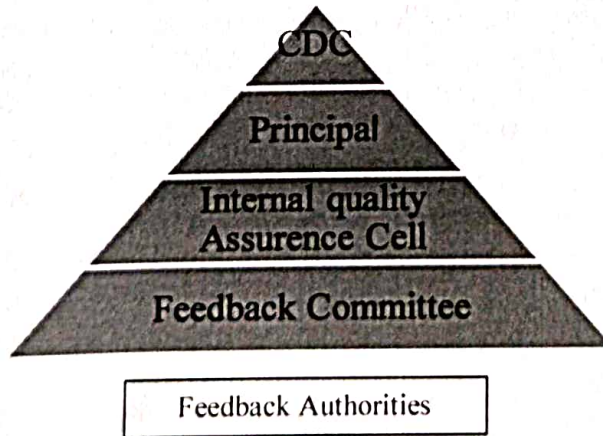 CDC
Principal
Internal quality
Assurence Cell
Feedback Committee
Feedback Authorities